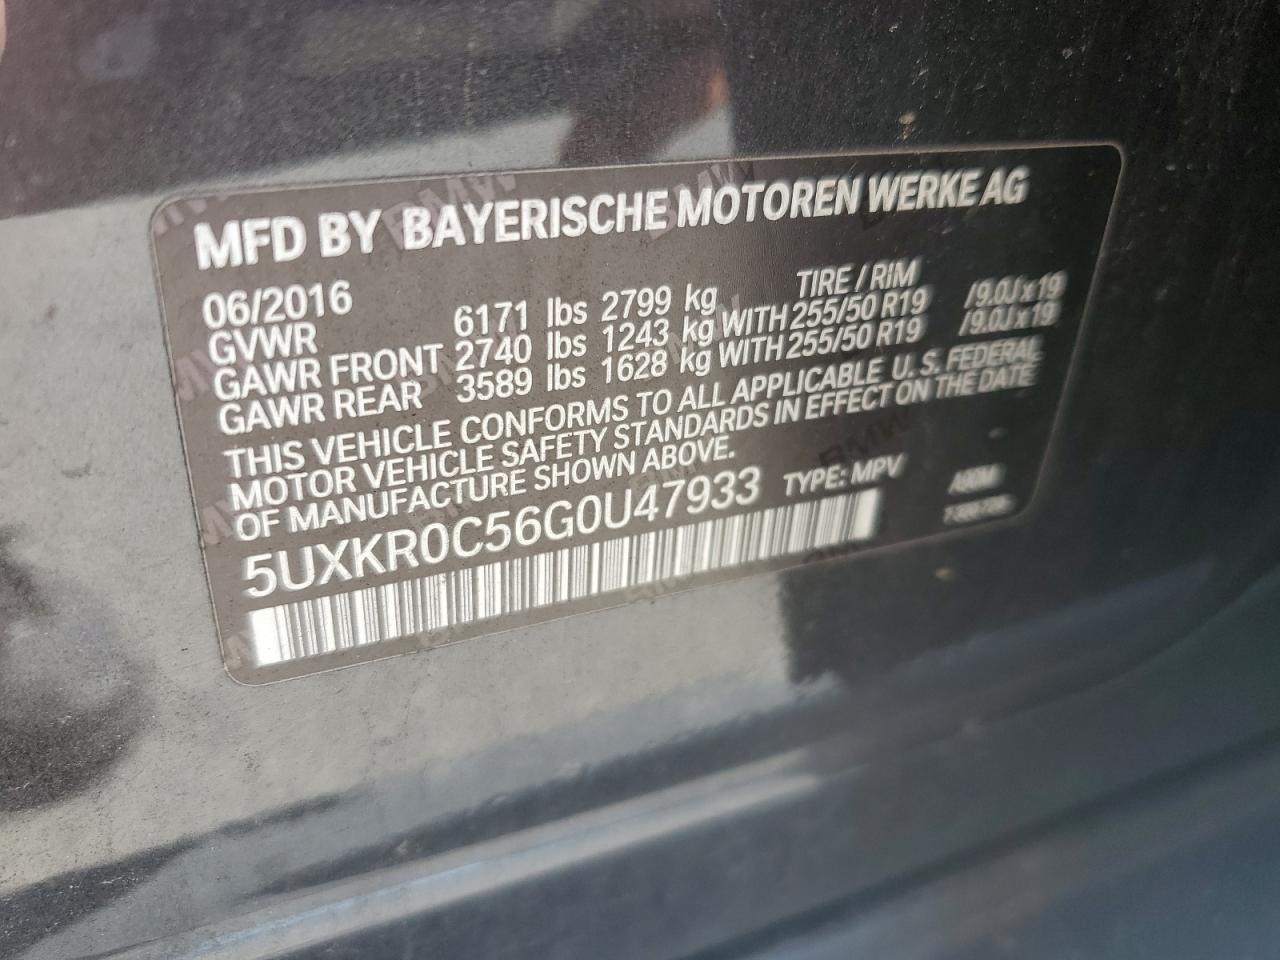 MFD BY BAYERISCHE MOTOREN WERKE AG
06/2016 TIRE / RIM
GVWR 6171 lbs 2799 kg
GAWR FRONT 2740 lbs 1243 kg WITH 255/50 R19 /9.0J x 19
GAWR REAR 3589 lbs 1628 kg WITH 255/50 R19 /9.0J x 19
THIS VEHICLE CONFORMS TO ALL APPLICABLE U. S. FEDERAL
MOTOR VEHICLE SAFETY STANDARDS IN EFFECT ON THE DATE
OF MANUFACTURE SHOWN ABOVE.
5UXKR0C56G0U47933 TYPE: MPV